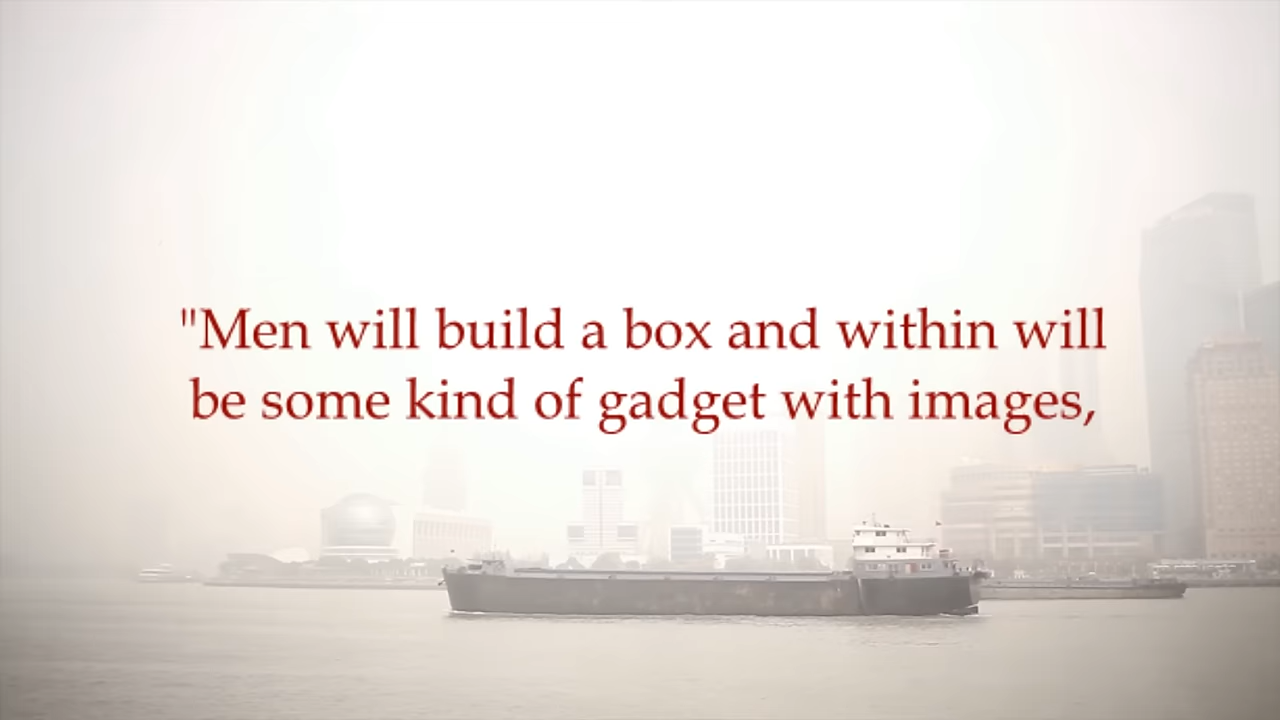 "Men will build a box and within will
be some kind of gadget with images,